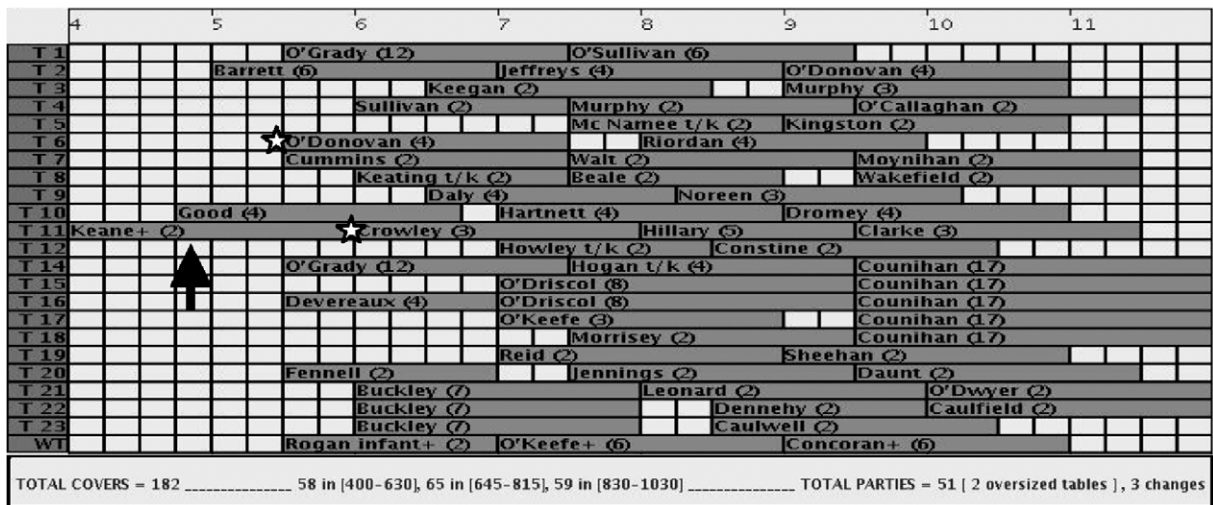 4 5 6 7 8 9 10 11
T 1 O'Grady (12) O'Sullivan (6)
T 2 Barrett (6) Jeffreys (4) O'Donovan (4)
T 3 Keegan (2) Murphy (3)
T 4 Sullivan (2) Murphy (2) O'Callaghan (2)
T 5 Mc Namee t/k (2) Kingston (2)
T 6 O'Donovan (4) Riordan (4)
T 7 Cummins (2) Walt (2) Moynihan (2)
T 8 Keating t/k (2) Beale (2) Wakefield (2)
T 9 Daly (4) Noreen (3)
T 10 Good (4) Hartnett (4) Dromey (4)
T 11 Keane+ (2) Crowley (3) Hillary (5) Clarke (3)
T 12 Howley t/k (2) Constine (2)
T 14 O'Grady (12) Hogan t/k (4) Counihan (17)
T 15 O'Driscol (8) Counihan (17)
T 16 Devereaux (4) O'Driscol (8) Counihan (17)
T 17 O'Keefe (3) Counihan (17)
T 18 Morrisey (2) Counihan (17)
T 19 Reid (2) Sheehan (2)
T 20 Fennell (2) Jennings (2) Daunt (2)
T 21 Buckley (7) Leonard (2) O'Dwyer (2)
T 22 Buckley (7) Dennehy (2) Caulfield (2)
T 23 Buckley (7) Caulwell (2)
WT Rogan infant+ (2) O'Keefe+ (6) Concoran+ (6)
TOTAL COVERS = 182 _______________ 58 in [400-630], 65 in [645-815], 59 in [830-1030] _______________ TOTAL PARTIES = 51 [ 2 oversized tables ] , 3 changes